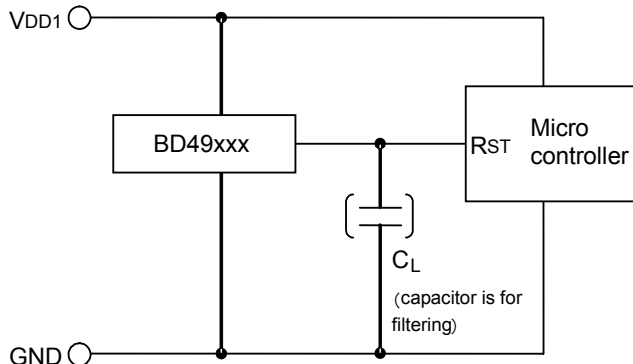 VDD1
BD49xxx
RST
Micro
controller
CL
(capacitor is for
filtering)
GND